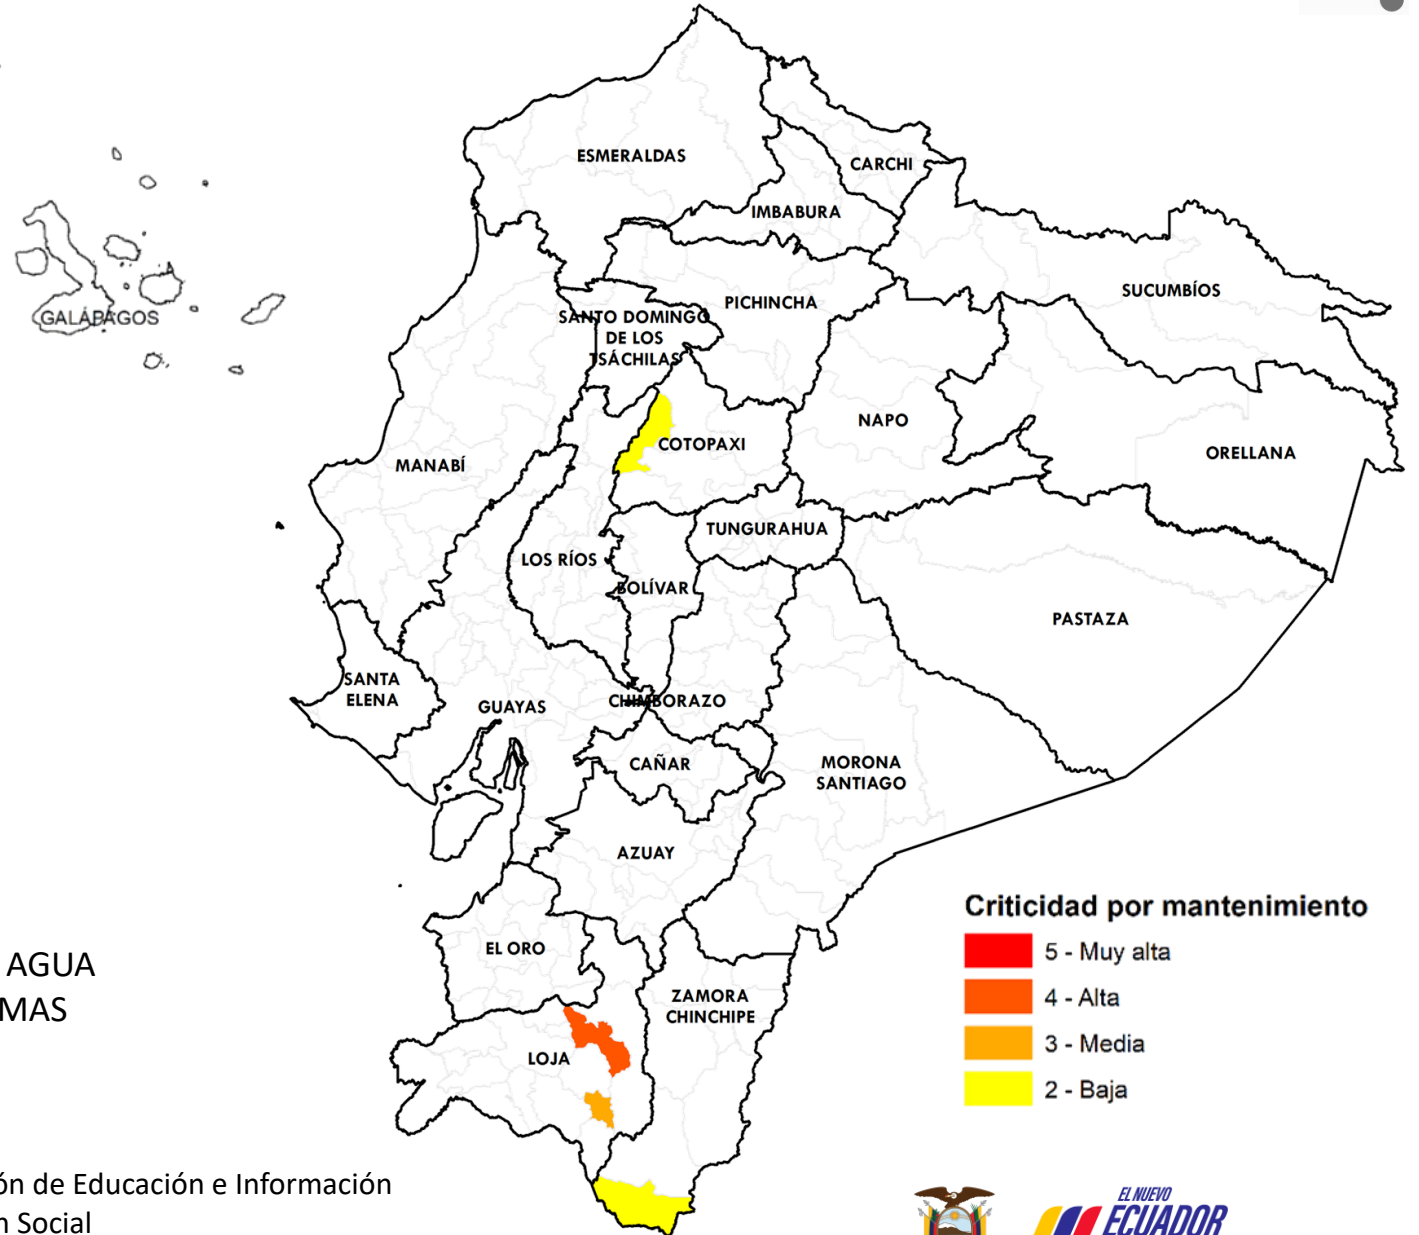 ESMERALDAS
CARCHI
IMBABURA
SUCUMBÍOS
PICHINCHA
GALÁPAGOS
SANTO DOMINGO
DE LOS
TSÁCHILAS
NAPO
COTOPAXI
ORELLANA
MANABÍ
TUNGURAHUA
LOS RÍOS
BOLÍVAR
PASTAZA
SANTA
ELENA
CHIMBORAZO
GUAYAS
CAÑAR
MORONA
SANTIAGO
AZUAY
Criticidad por mantenimiento
5 - Muy alta
4 - Alta
3 - Media
2 - Baja
EL ORO
AGUA
MAS
ZAMORA
CHINCHIPE
LOJA
ón de Educación e Información
n Social
EL NUEVO
ECUADOR